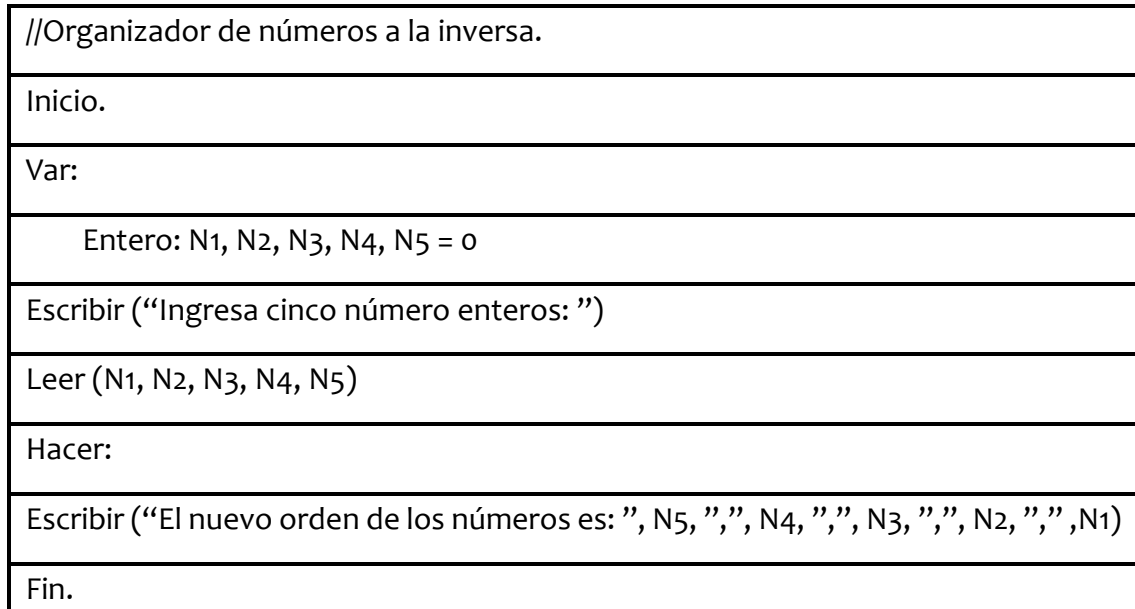 //Organizador de números a la inversa.
Inicio.
Var:
Entero: N1, N2, N3, N4, N5 = 0
Escribir (“Ingresa cinco número enteros: ”)
Leer (N1, N2, N3, N4, N5)
Hacer:
Escribir (“El nuevo orden de los números es: ”, N5, ”,”, N4, ”,”, N3, ”,”, N2, ”,” ,N1)
Fin.